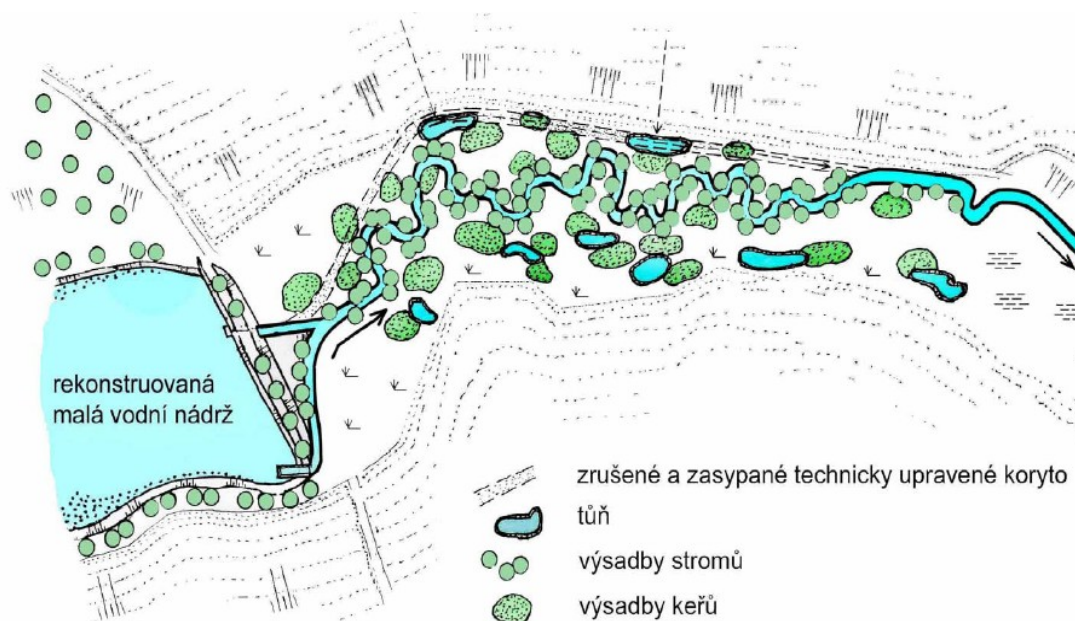 rekonstruovaná
malá vodní nádrž
zrušené a zasypané technicky upravené koryto
tůň
výsadby stromů
výsadby keřů